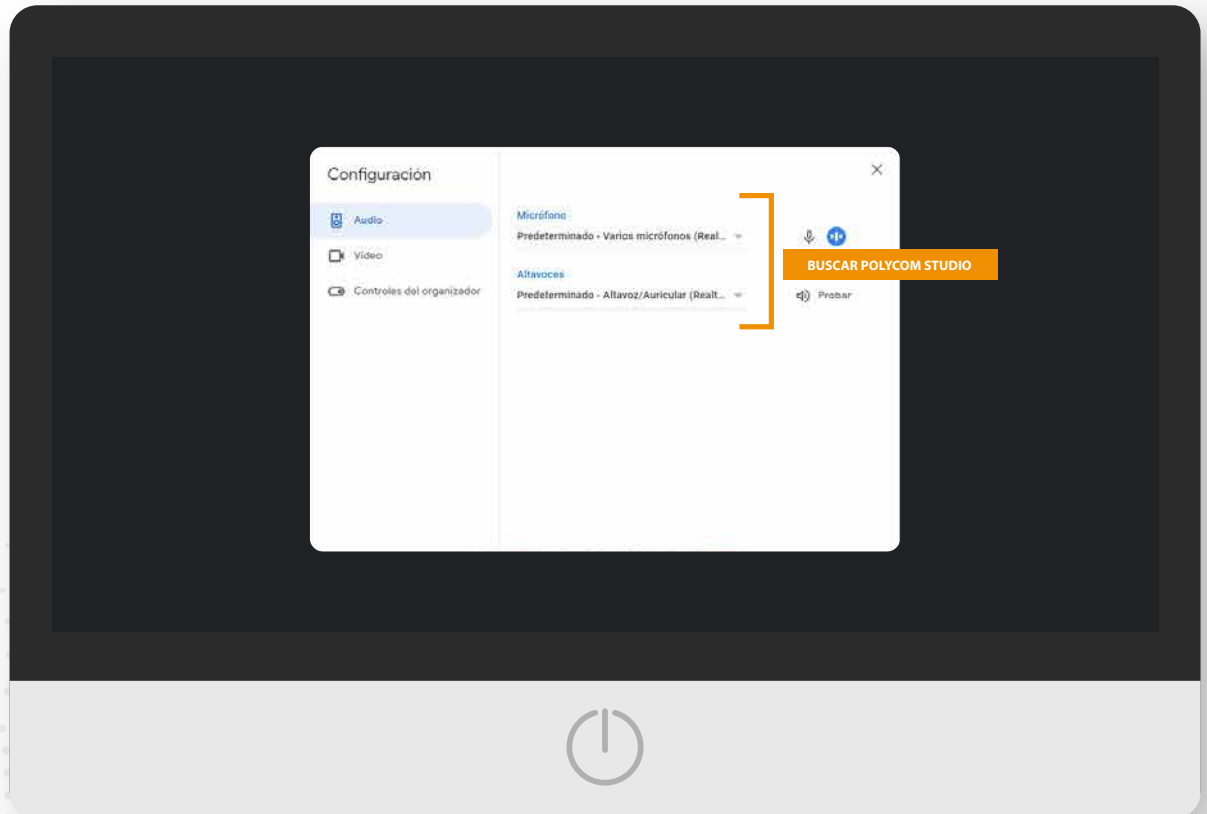 Configuración
Audio
Vídeo
Controles del organizador
Micrófono
Predeterminado - Varios micrófonos (Real...
Altavoces
Predeterminado - Altavoz/Auricular (Realt...
Probar
BUSCAR POLYCOM STUDIO